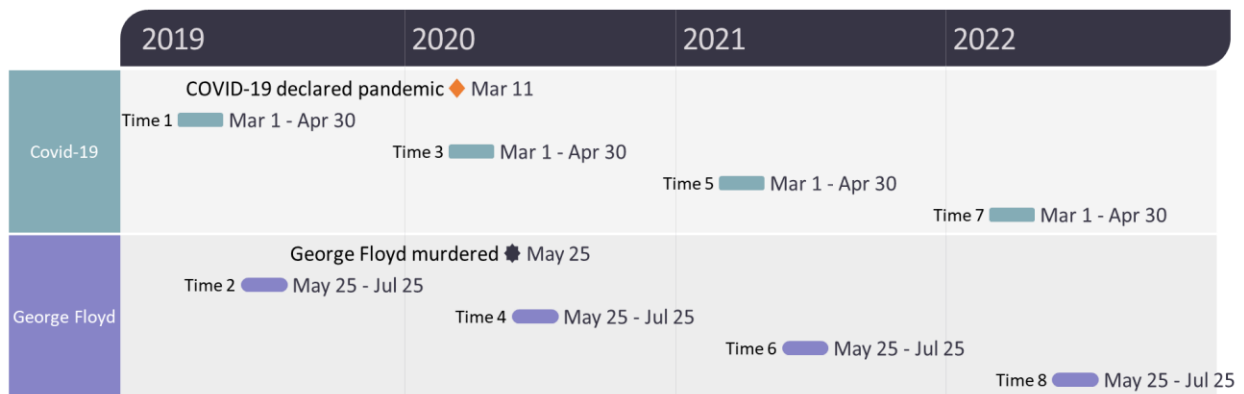 2019 2020 2021 2022
COVID-19 declared pandemic Mar 11
Time 1 Mar 1 - Apr 30
Covid-19
Time 3 Mar 1 - Apr 30
Time 5 Mar 1 - Apr 30
Time 7 Mar 1 - Apr 30
George Floyd murdered May 25
Time 2 May 25 - Jul 25
George Floyd
Time 4 May 25 - Jul 25
Time 6 May 25 - Jul 25
Time 8 May 25 - Jul 25